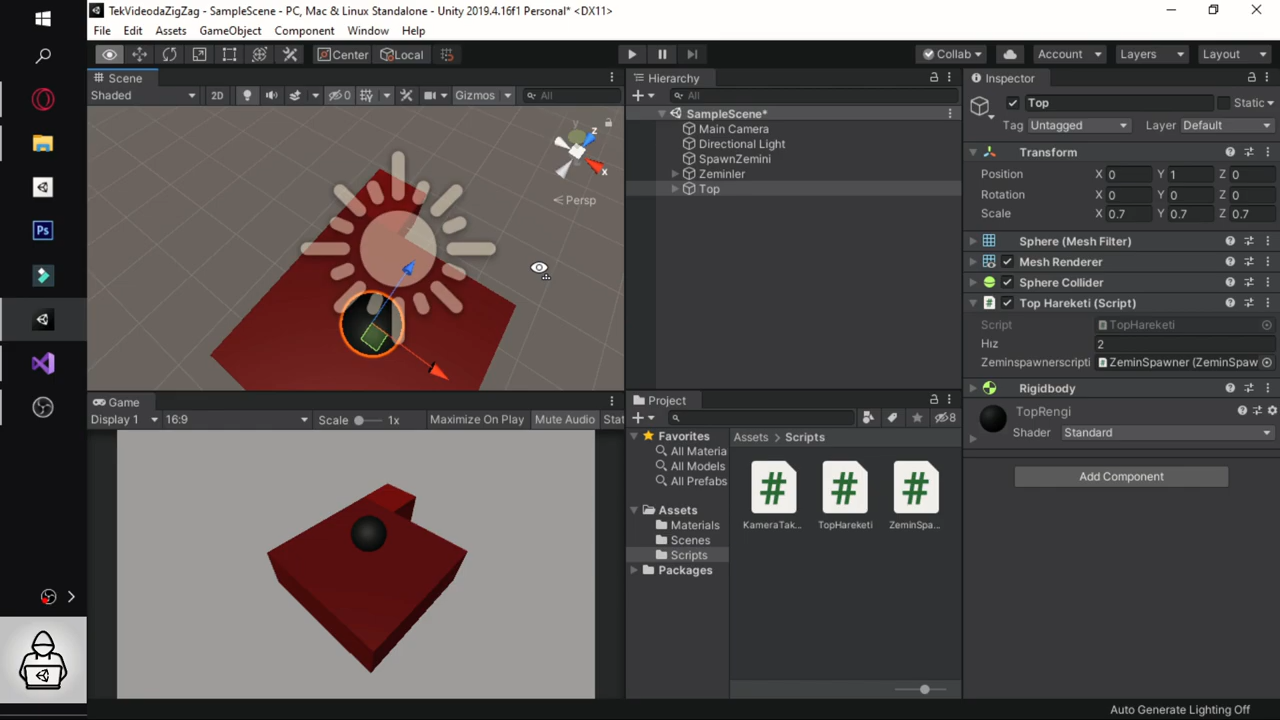 TekVideodaZigZag - SampleScene - PC, Mac & Linux Standalone - Unity 2019.4.16f1 Personal* <DX11>
File Edit Assets GameObject Component Window Help
Center Local Collab Account Layers Layout
Scene
Shaded 2D 0 Gizmos All
y z x
Persp
Hierarchy
All
SampleScene*
Main Camera
Directional Light
SpawnZemini
Zeminler
Top
Inspector
Top Static
Tag Untagged Layer Default
Transform
Position X 0 Y 1 Z 0
Rotation X 0 Y 0 Z 0
Scale X 0.7 Y 0.7 Z 0.7
Sphere (Mesh Filter)
Mesh Renderer
Sphere Collider
Top Hareketi (Script)
Script TopHareketi
Hız 2
Zeminspawnerscripti ZeminSpawner (ZeminSpaw
Rigidbody
TopRengi
Shader Standard
Add Component
Game
Display 1 16:9 Scale 1x Maximize On Play Mute Audio Stat
Project
8
Favorites
All Materia
All Models
All Prefabs
Assets
Materials
Scenes
Scripts
Packages
Assets > Scripts
KameraTak... TopHareketi ZeminSpa...
Ps
Auto Generate Lighting Off